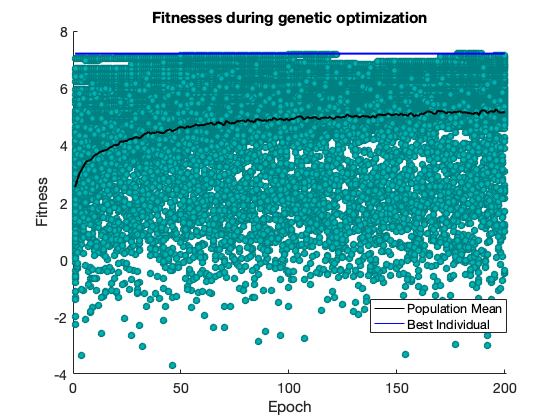 Fitnesses during genetic optimization
8
6
4
2
0
-2
-4
Fitness
Population Mean
Best Individual
0
50
100
150
200
Epoch